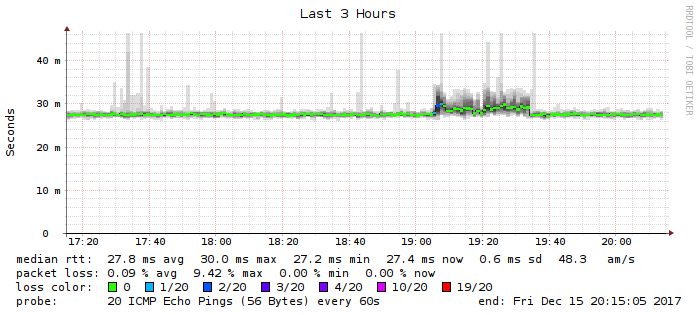 Last 3 Hours
RRDTOOL / TOBI OETIKER
Seconds
40 m
30 m
20 m
10 m
0
17:20 17:40 18:00 18:20 18:40 19:00 19:20 19:40 20:00
median rtt: 27.8 ms avg 30.0 ms max 27.2 ms min 27.4 ms now 0.6 ms sd 48.3 am/s
packet loss: 0.09 % avg 9.42 % max 0.00 % min 0.00 % now
loss color: 0 1/20 2/20 3/20 4/20 10/20 19/20
probe: 20 ICMP Echo Pings (56 Bytes) every 60s end: Fri Dec 15 20:15:05 2017